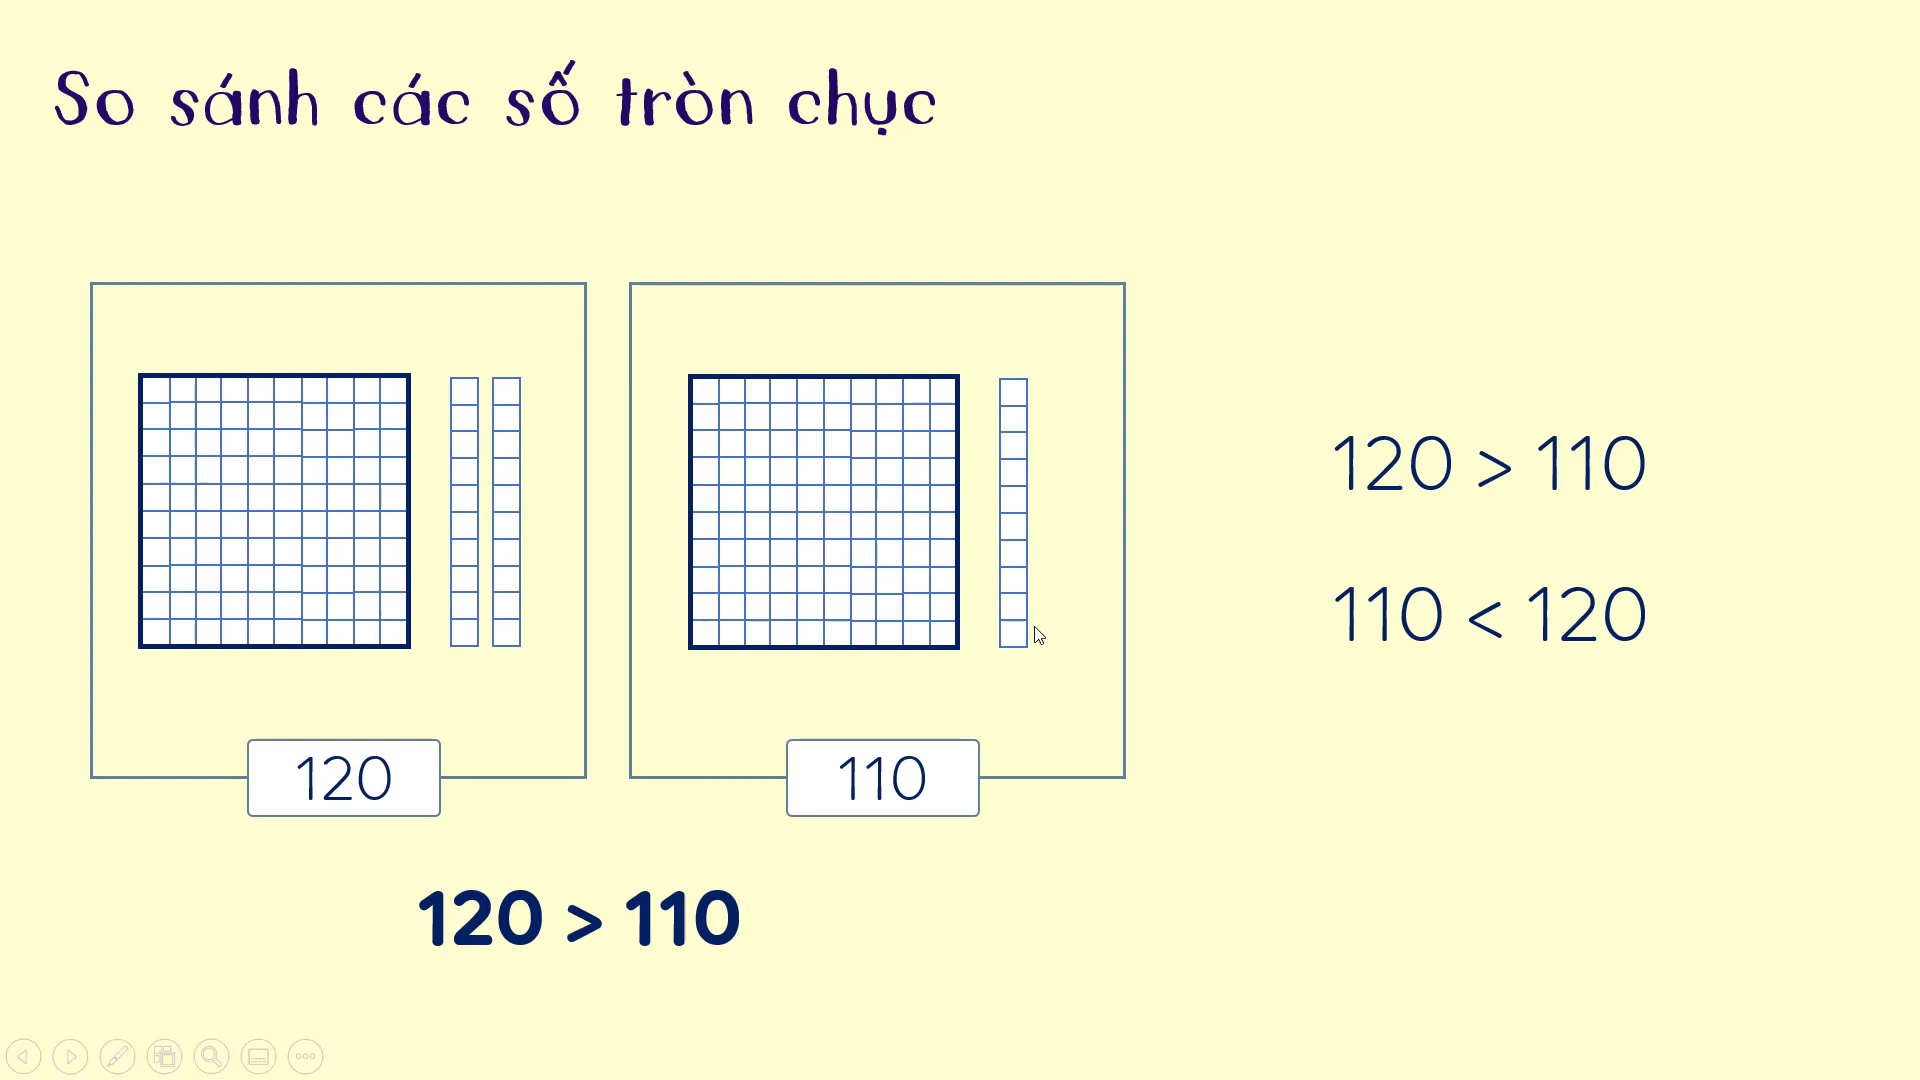 So sánh các số tròn chục
120 > 110
110 < 120
120
110
120 > 110